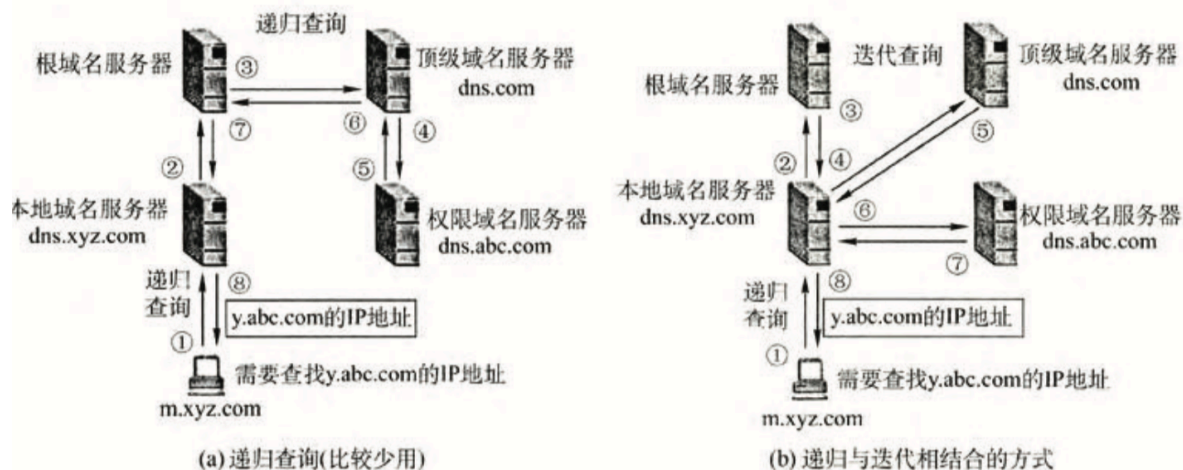 递归查询
根域名服务器
③
顶级域名服务器
dns.com
⑥
④
⑦
②
⑤
本地域名服务器
dns.xyz.com
权限域名服务器
dns.abc.com
递归
查询
⑧
y.abc.com的IP地址
①
需要查找y.abc.com的IP地址
m.xyz.com
(a) 递归查询(比较少用)
迭代查询
顶级域名服务器
dns.com
根域名服务器
③
⑤
②
④
本地域名服务器
dns.xyz.com
⑥
权限域名服务器
dns.abc.com
⑦
递归
查询
⑧
y.abc.com的IP地址
①
需要查找y.abc.com的IP地址
m.xyz.com
(b) 递归与迭代相结合的方式